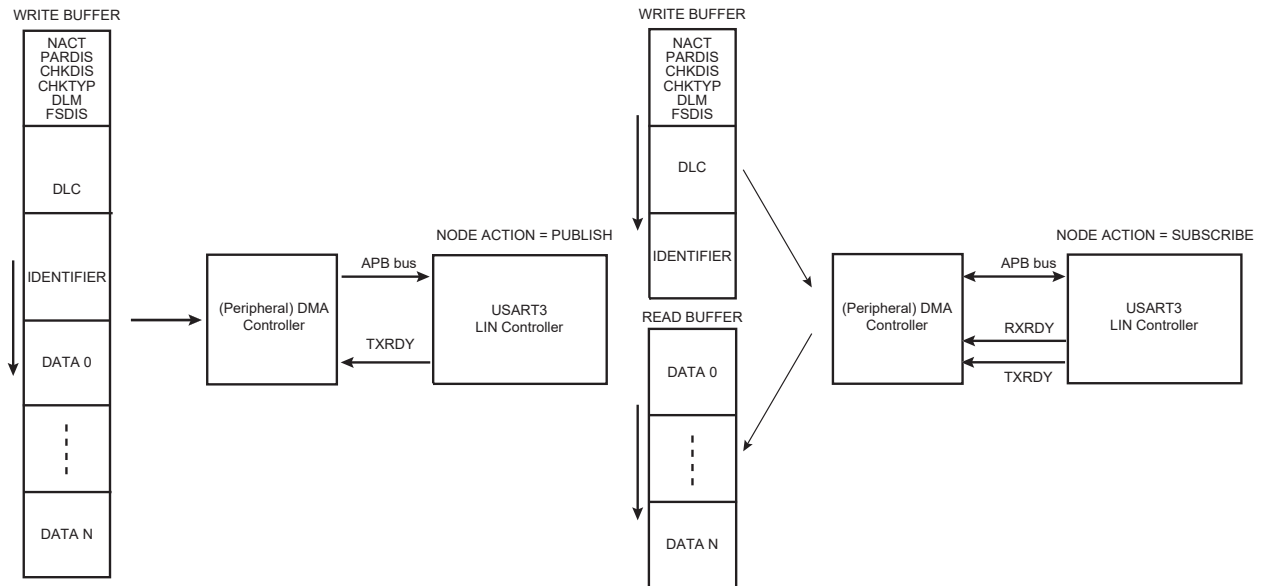 WRITE BUFFER
NACT
PARDIS
CHKDIS
CHKTYP
DLM
FSDIS
DLC
IDENTIFIER
DATA 0
DATA N
(Peripheral) DMA
Controller
APB bus
TXRDY
NODE ACTION = PUBLISH
USART3
LIN Controller
WRITE BUFFER
NACT
PARDIS
CHKDIS
CHKTYP
DLM
FSDIS
DLC
IDENTIFIER
READ BUFFER
DATA 0
DATA N
(Peripheral) DMA
Controller
APB bus
RXRDY
TXRDY
NODE ACTION = SUBSCRIBE
USART3
LIN Controller